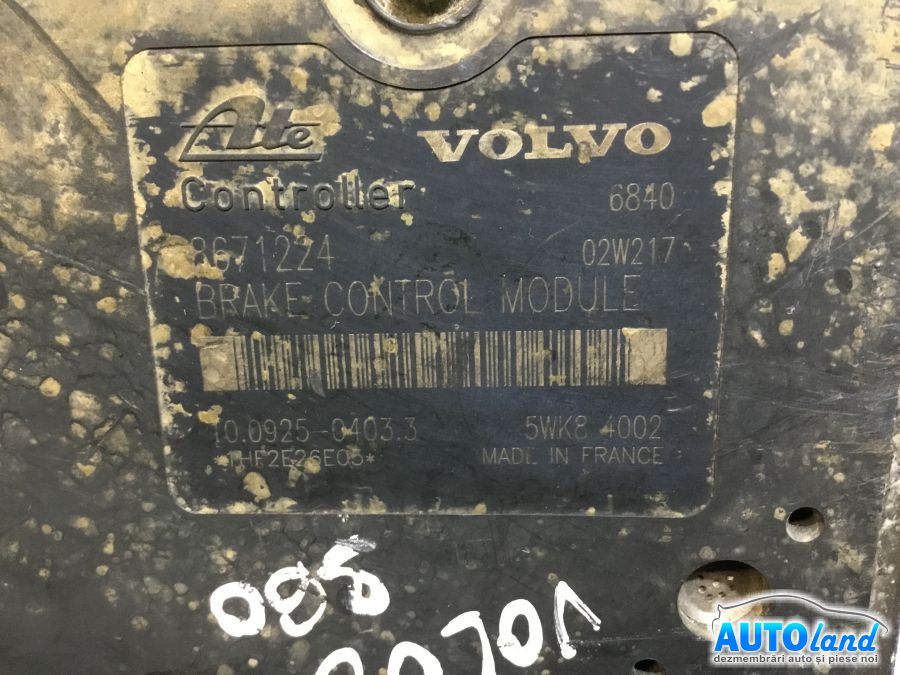 Ate VOLVO
Controller 6840
8671224 02W217
BRAKE CONTROL MODULE
10.0925-0403.3 5WK8 4002
*HF2E26E05* MADE IN FRANCE
AUTOland
dezmembrări auto și piese noi